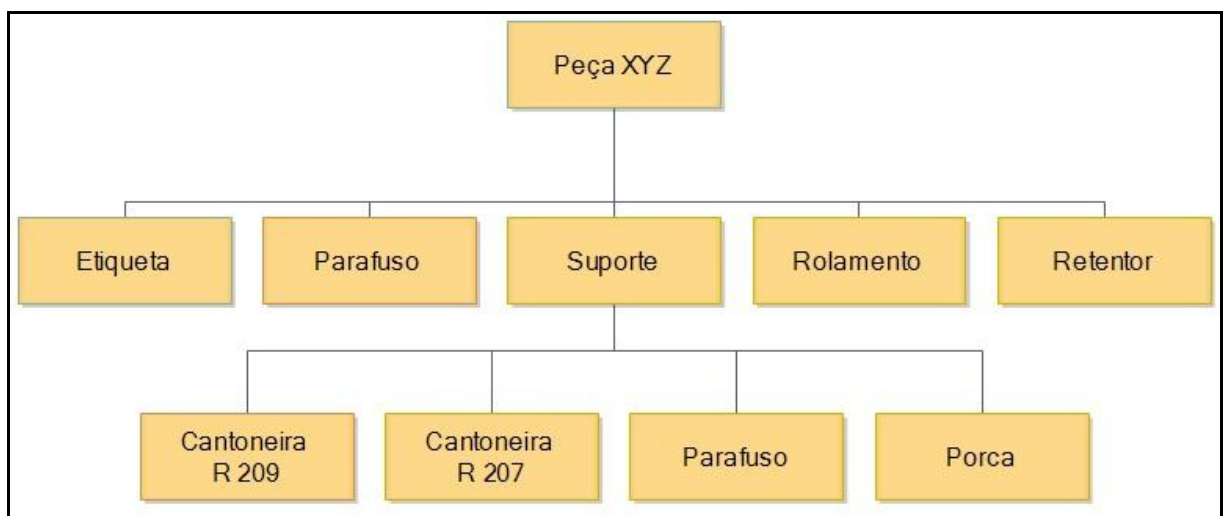 Peça XYZ
Etiqueta
Parafuso
Suporte
Rolamento
Retentor
Cantoneira
R 209
Cantoneira
R 207
Parafuso
Porca